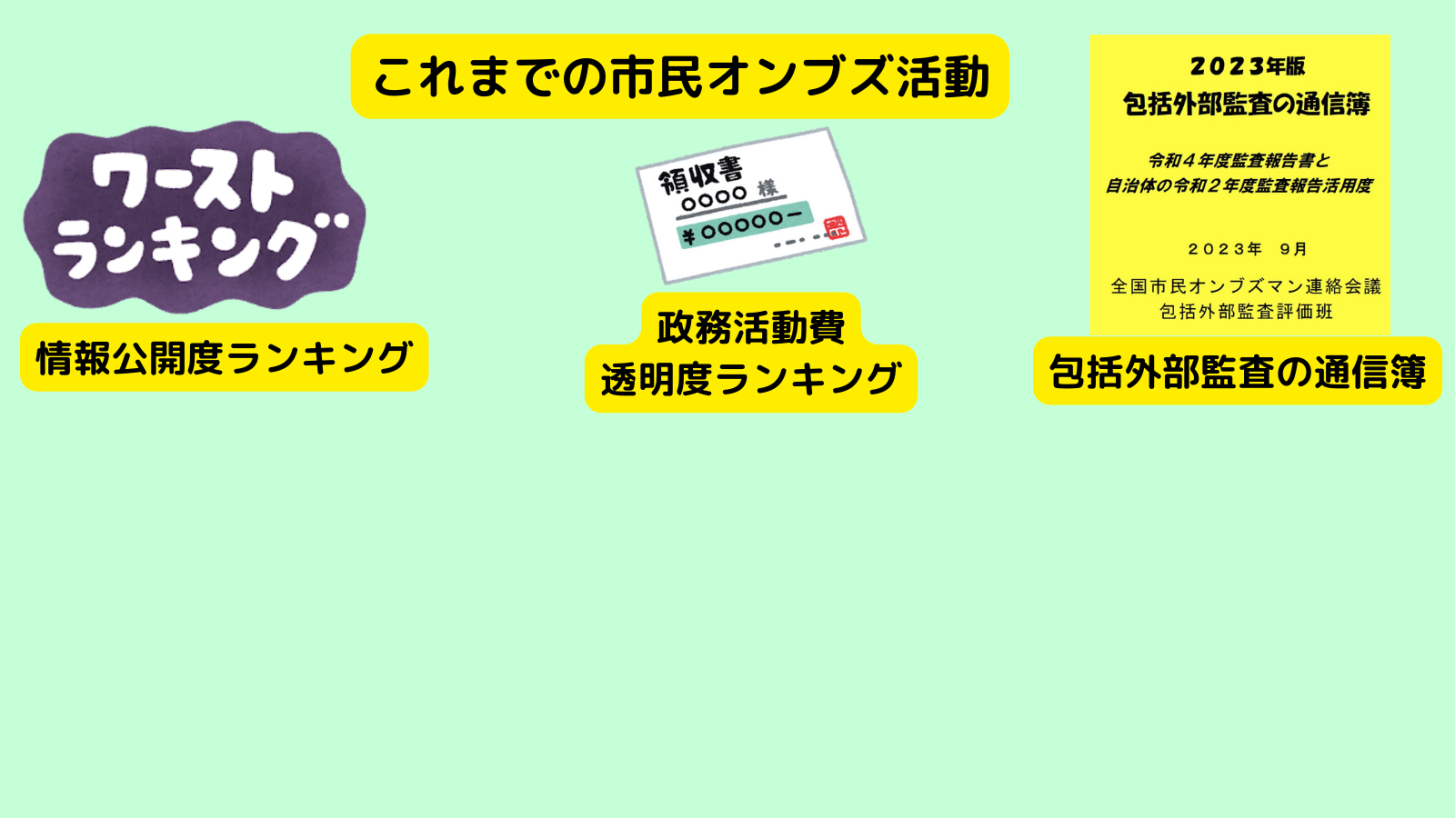 これまでの市民オンブズ活動
ワースト
ランキング
情報公開度ランキング
領収書
○○○○ 様
¥○○○○○ー
政務活動費
透明度ランキング
２０２３年版
包括外部監査の通信簿
令和４年度監査報告書と
自治体の令和２年度監査報告活用度
２０２３年　９月
全国市民オンブズマン連絡会議
包括外部監査評価班
包括外部監査の通信簿